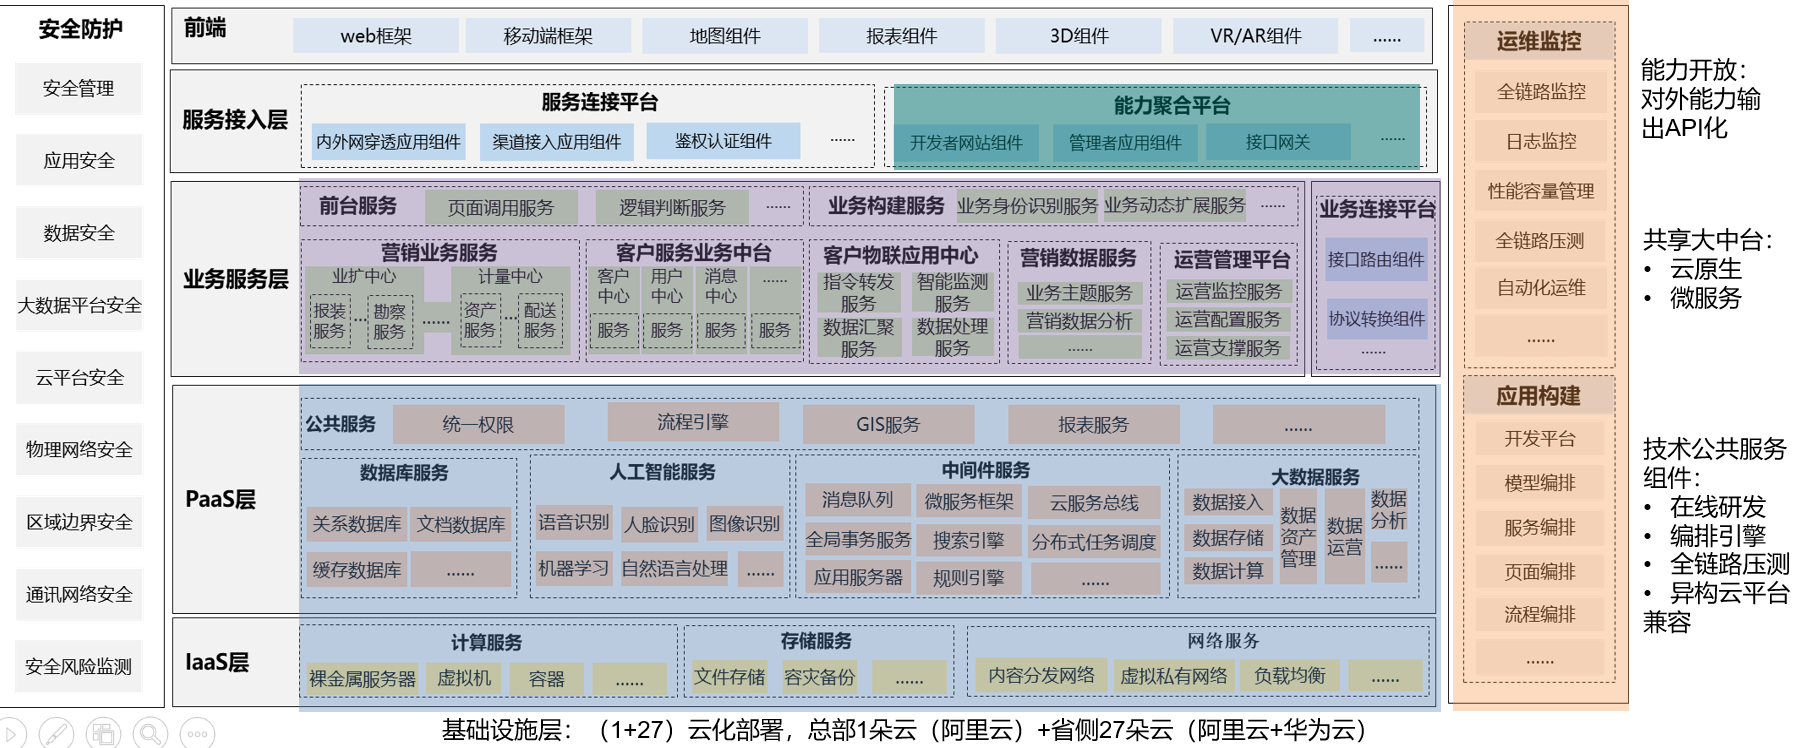 安全防护
安全管理
应用安全
数据安全
大数据平台安全
云平台安全
物理网络安全
区域边界安全
通讯网络安全
安全风险监测
前端
web框架
移动端框架
地图组件
报表组件
3D组件
VR/AR组件
......
服务接入层
服务连接平台
内外网穿透应用组件
渠道接入应用组件
鉴权认证组件
......
能力聚合平台
开发者网站组件
管理者应用组件
接口网关
......
业务服务层
前台服务
页面调用服务
逻辑判断服务
......
业务构建服务
业务身份识别服务
业务动态扩展服务
......
营销业务服务
业扩中心
报装
服务
...
勘察
服务
......
计量中心
资产
服务
...
配送
服务
客户服务业务中台
客户
中心
服务
用户
中心
服务
消息
中心
服务
......
服务
客户物联应用中心
指令转发
服务
智能监测
服务
数据汇聚
服务
数据处理
服务
营销数据服务
业务主题服务
营销数据分析
......
运营管理平台
运营监控服务
运营配置服务
运营支撑服务
业务连接平台
接口路由组件
协议转换组件
......
PaaS层
公共服务
统一权限
流程引擎
GIS服务
报表服务
......
数据库服务
关系数据库
文档数据库
缓存数据库
......
人工智能服务
语音识别
人脸识别
图像识别
机器学习
自然语言处理
......
中间件服务
消息队列
微服务框架
云服务总线
全局事务服务
搜索引擎
分布式任务调度
应用服务器
规则引擎
......
大数据服务
数据接入
数据存储
数据计算
数据
资产
管理
数据
运营
数据
分析
......
IaaS层
计算服务
裸金属服务器
虚拟机
容器
......
存储服务
文件存储
容灾备份
......
网络服务
内容分发网络
虚拟私有网络
负载均衡
......
基础设施层：（1+27）云化部署，总部1朵云（阿里云）+省侧27朵云（阿里云+华为云）
运维监控
全链路监控
日志监控
性能容量管理
全链路压测
自动化运维
......
应用构建
开发平台
模型编排
服务编排
页面编排
流程编排
......
能力开放：
对外能力输
出API化
共享大中台：
• 云原生
• 微服务
技术公共服务
组件：
• 在线研发
• 编排引擎
• 全链路压测
• 异构云平台
兼容